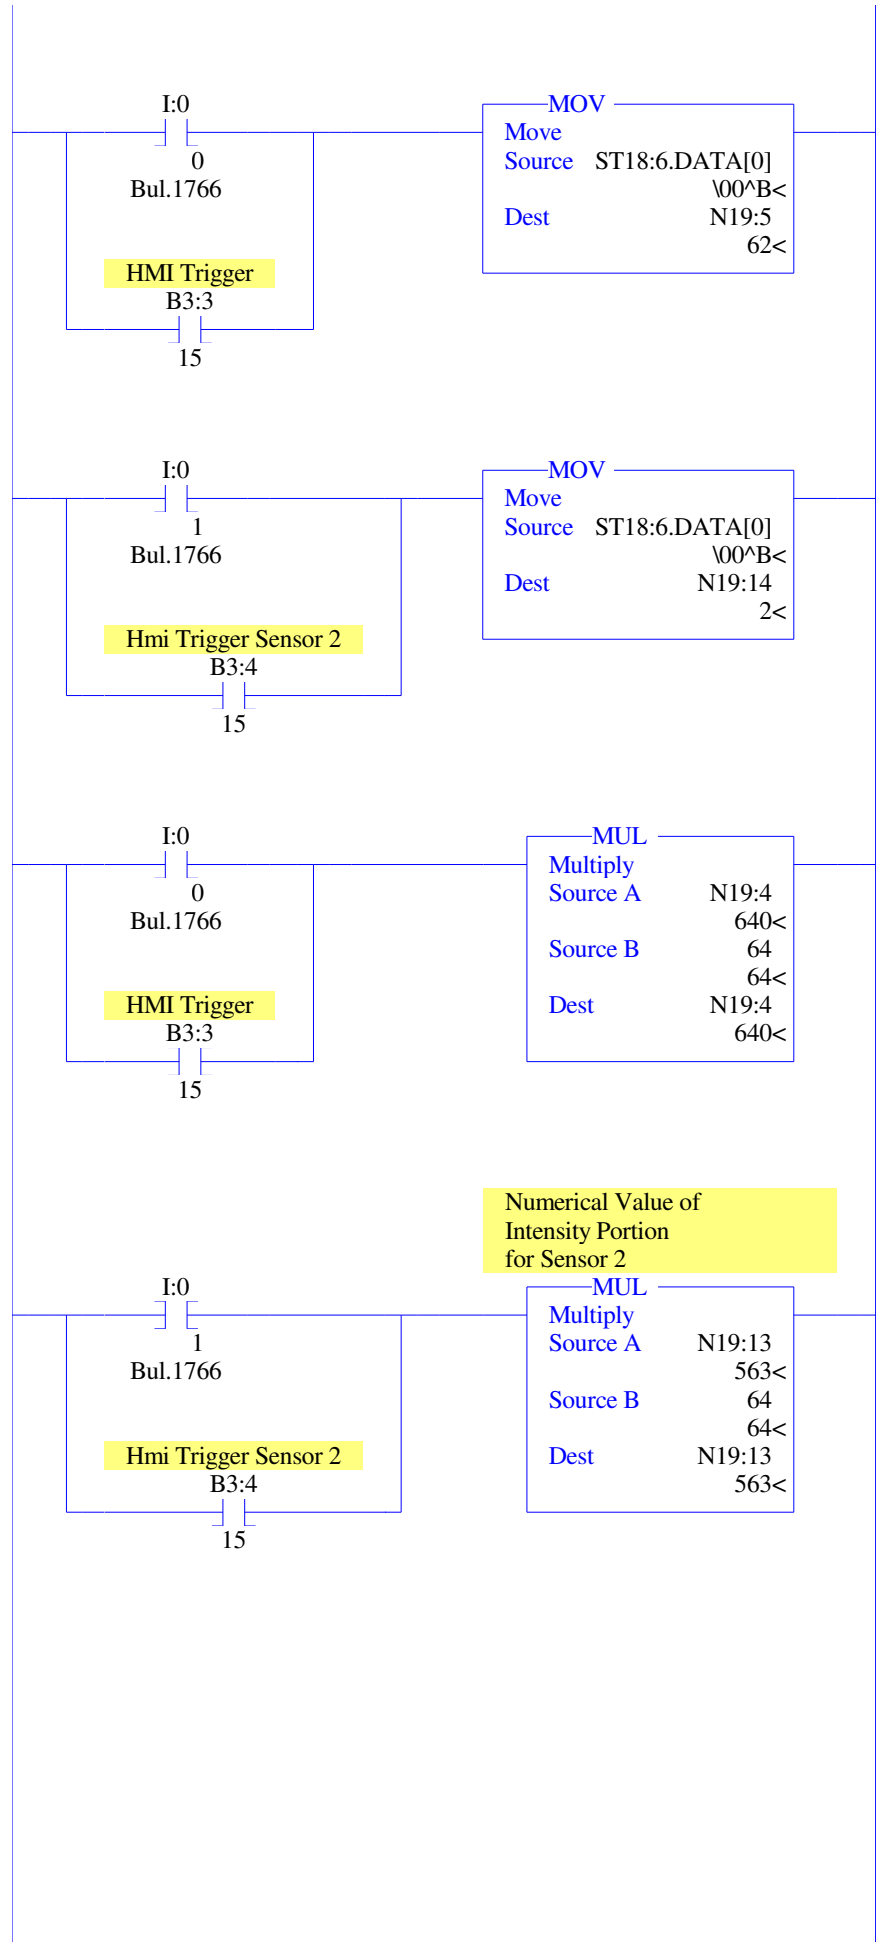 I:0
0
Bul.1766
HMI Trigger
B3:3
15
MOV
Move
Source ST18:6.DATA[0]
\00^B<
Dest N19:5
62<
I:0
1
Bul.1766
Hmi Trigger Sensor 2
B3:4
15
MOV
Move
Source ST18:6.DATA[0]
\00^B<
Dest N19:14
2<
I:0
0
Bul.1766
HMI Trigger
B3:3
15
MUL
Multiply
Source A N19:4
640<
Source B 64
64<
Dest N19:4
640<
I:0
1
Bul.1766
Hmi Trigger Sensor 2
B3:4
15
Numerical Value of
Intensity Portion
for Sensor 2
MUL
Multiply
Source A N19:13
563<
Source B 64
64<
Dest N19:13
563<